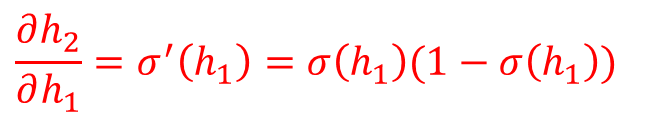 ∂h₂/∂h₁ = σ′(h₁) = σ(h₁)(1 − σ(h₁))